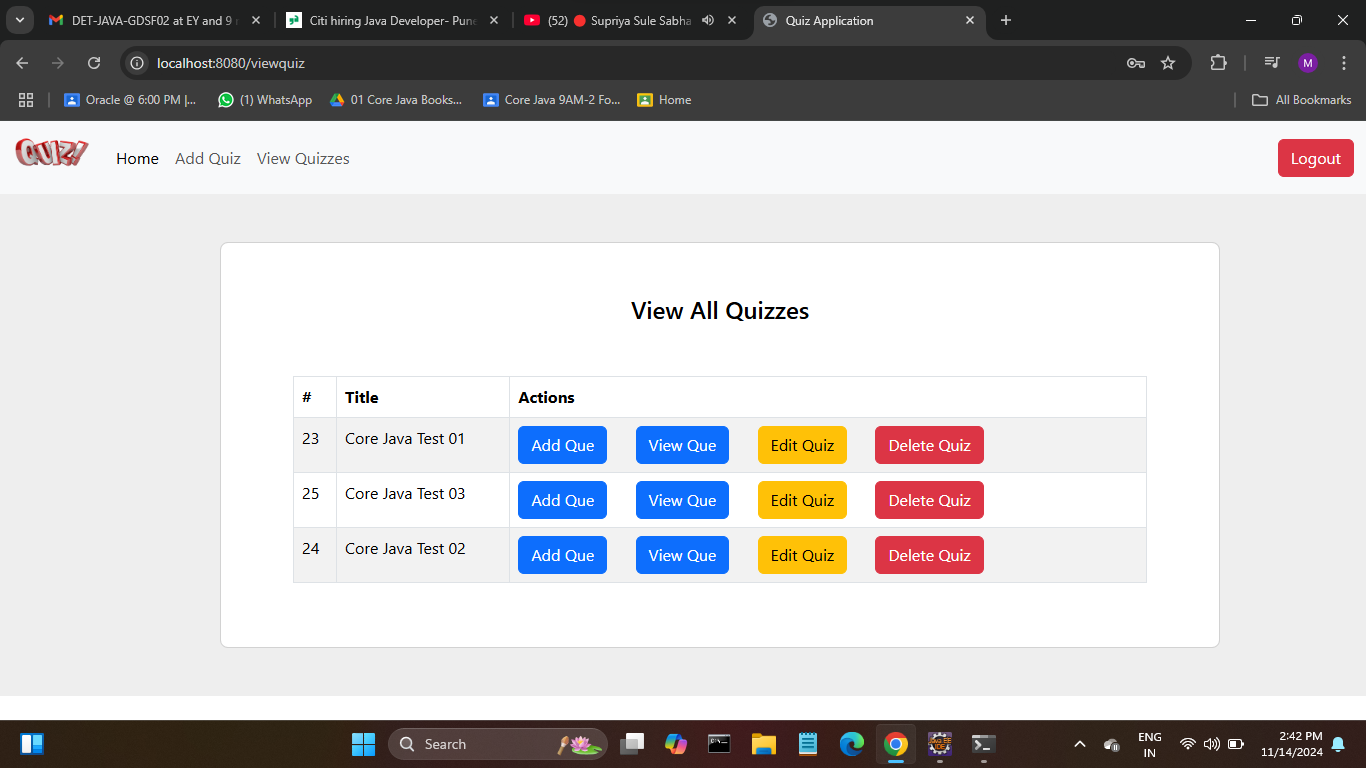 DET-JAVA-GDSF02 at EY and 9
Citi hiring Java Developer- Pune
(52) Supriya Sule Sabha
Quiz Application
localhost:8080/viewquiz
M
Oracle @ 6:00 PM |...
(1) WhatsApp
01 Core Java Books...
Core Java 9AM-2 Fo...
Home
All Bookmarks
QUIZ!
Home
Add Quiz
View Quizzes
Logout
View All Quizzes
# Title Actions
23 Core Java Test 01 Add Que View Que Edit Quiz Delete Quiz
25 Core Java Test 03 Add Que View Que Edit Quiz Delete Quiz
24 Core Java Test 02 Add Que View Que Edit Quiz Delete Quiz
Search
ENG
IN
2:42 PM
11/14/2024